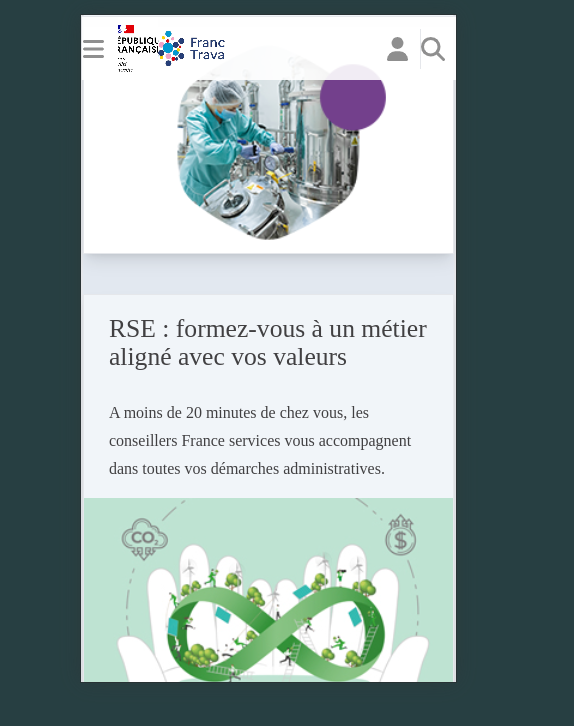 ÉPUBLIQU
RANÇAIS
Franc
Trava
RSE : formez-vous à un métier
aligné avec vos valeurs
A moins de 20 minutes de chez vous, les
conseillers France services vous accompagnent
dans toutes vos démarches administratives.
CO2
$